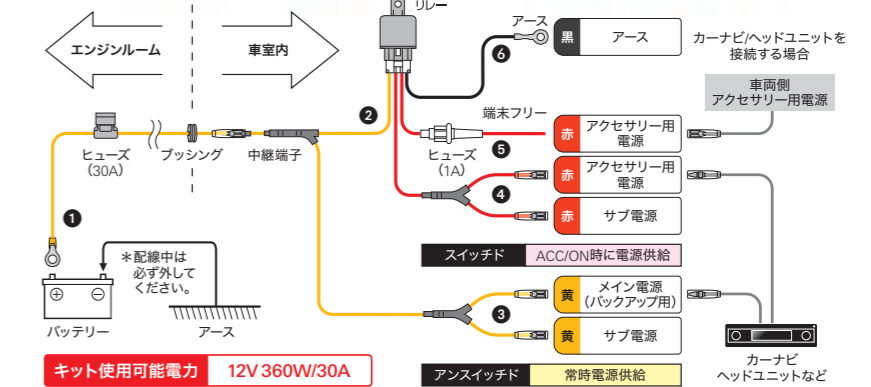 リレー
エンジンルーム
車室内
アース
❻
黒
アース
カーナビ/ヘッドユニットを
接続する場合
車両側
アクセサリー用電源
❷
端末フリー
ヒューズ
(30A)
ブッシング
中継端子
ヒューズ
(1A)
❺
赤
アクセサリー用
電源
❹
赤
アクセサリー用
電源
赤
サブ電源
❶
スイッチド
ACC/ON時に電源供給
＊配線中は
必ず外して
ください。
⊕
⊖
バッテリー
アース
❸
黄
メイン電源
(バックアップ用)
黄
サブ電源
キット使用可能電力
12V 360W/30A
アンスイッチド
常時電源供給
カーナビ
ヘッドユニットなど